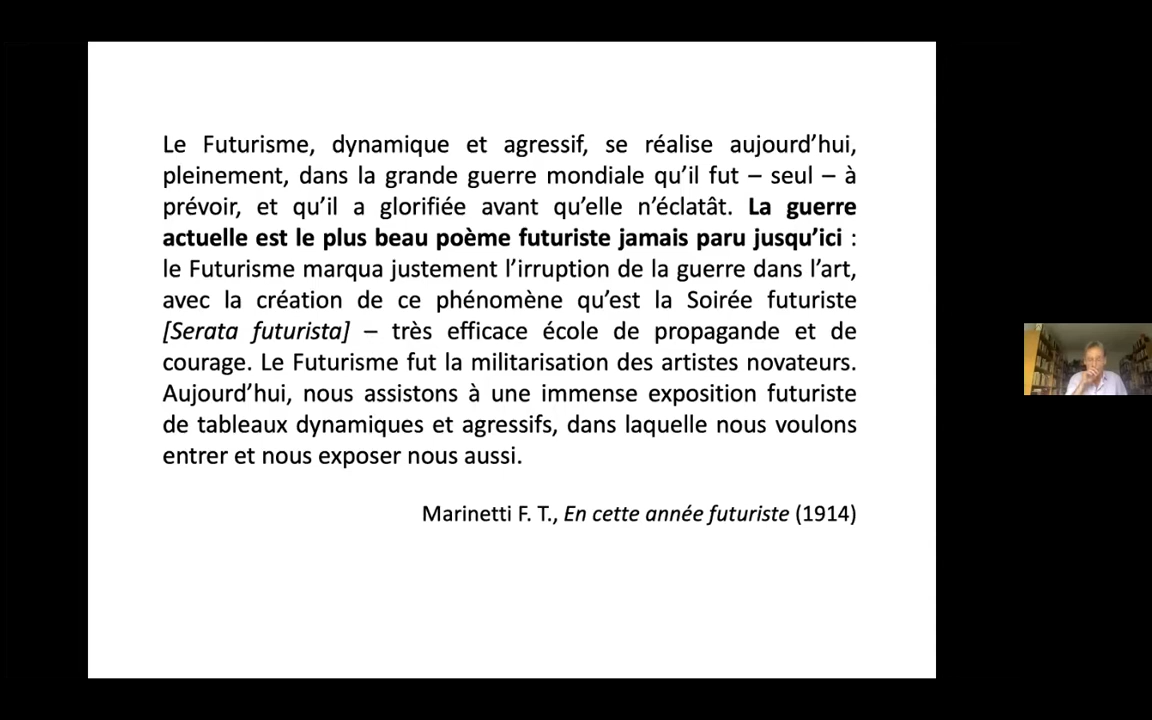 Le Futurisme, dynamique et agressif, se réalise aujourd’hui,
pleinement, dans la grande guerre mondiale qu’il fut – seul – à
prévoir, et qu’il a glorifiée avant qu’elle n’éclatât. La guerre
actuelle est le plus beau poème futuriste jamais paru jusqu’ici :
le Futurisme marqua justement l’irruption de la guerre dans l’art,
avec la création de ce phénomène qu’est la Soirée futuriste
[Serata futurista] – très efficace école de propagande et de
courage. Le Futurisme fut la militarisation des artistes novateurs.
Aujourd’hui, nous assistons à une immense exposition futuriste
de tableaux dynamiques et agressifs, dans laquelle nous voulons
entrer et nous exposer nous aussi.
Marinetti F. T., En cette année futuriste (1914)